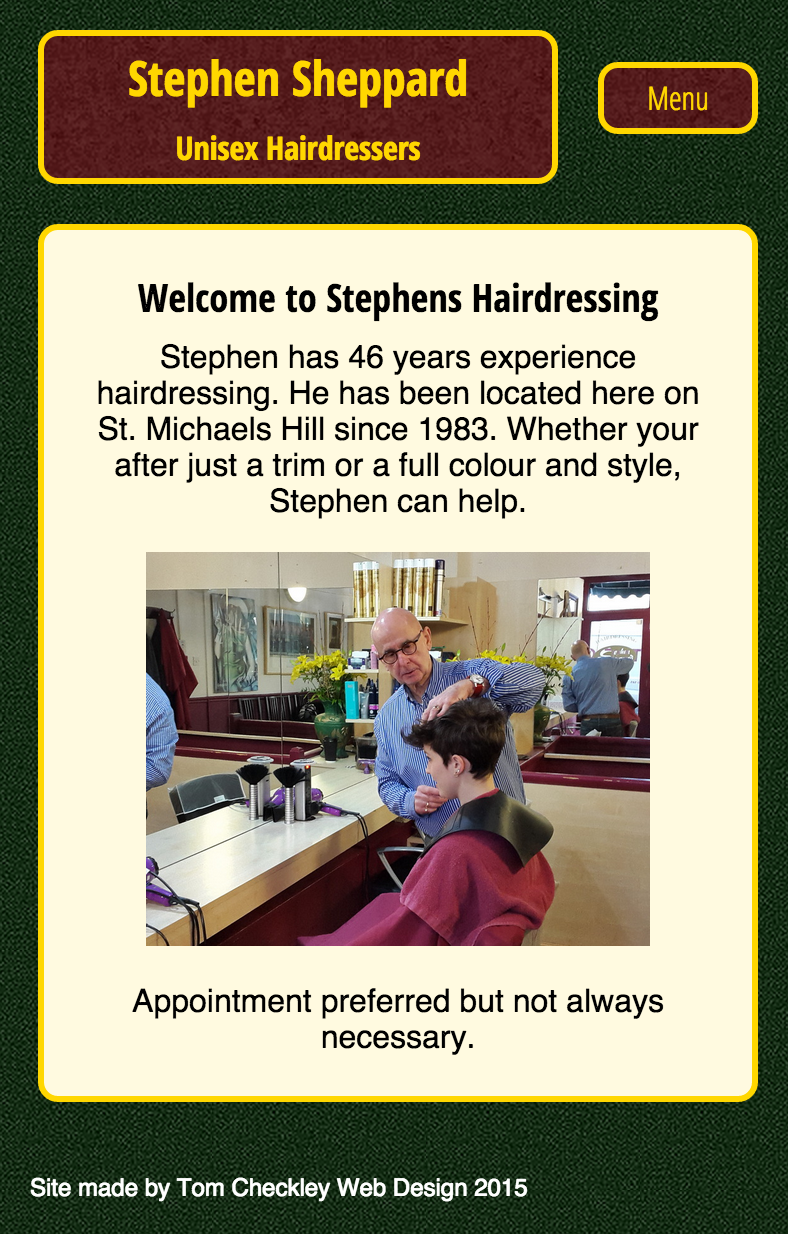 Stephen Sheppard
Menu
Unisex Hairdressers
Welcome to Stephens Hairdressing
Stephen has 46 years experience
hairdressing. He has been located here on
St. Michaels Hill since 1983. Whether your
after just a trim or a full colour and style,
Stephen can help.
Appointment preferred but not always
necessary.
Site made by Tom Checkley Web Design 2015